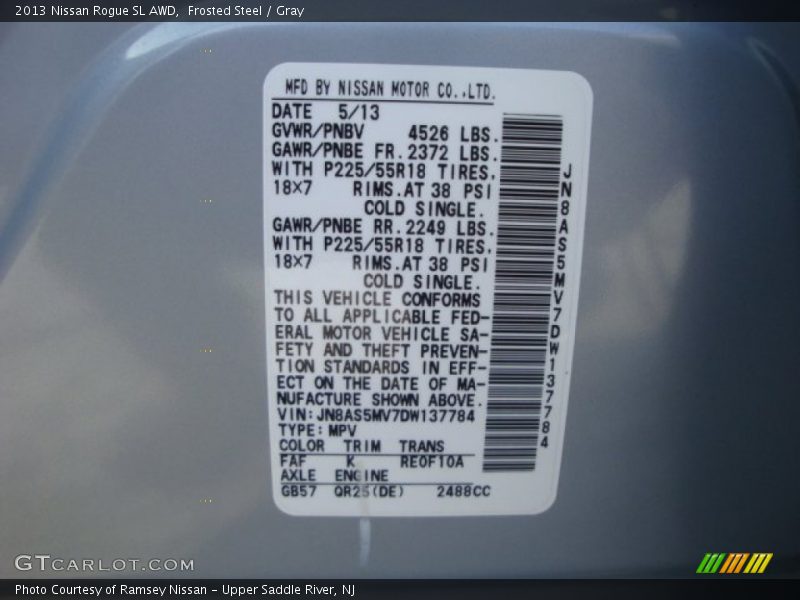 2013 Nissan Rogue SL AWD,  Frosted Steel / Gray
MFD BY NISSAN MOTOR CO.,LTD.
DATE 5/13
GVWR/PNBV 4526 LBS.
GAWR/PNBE FR.2372 LBS.
WITH P225/55R18 TIRES,
18×7 RIMS.AT 38 PSI
COLD SINGLE.
GAWR/PNBE RR.2249 LBS.
WITH P225/55R18 TIRES,
18×7 RIMS.AT 38 PSI
COLD SINGLE.
THIS VEHICLE CONFORMS
TO ALL APPLICABLE FED-
ERAL MOTOR VEHICLE SA-
FETY AND THEFT PREVEN-
TION STANDARDS IN EFF-
ECT ON THE DATE OF MA-
NUFACTURE SHOWN ABOVE.
VIN:JN8AS5MV7DW137784
TYPE:MPV
COLOR TRIM TRANS
FAF K RE0F10A
AXLE ENGINE
GB57 QR25(DE) 2488CC
JN8AS5MV7DW137784
GTCARLOT.COM
Photo Courtesy of Ramsey Nissan - Upper Saddle River, NJ